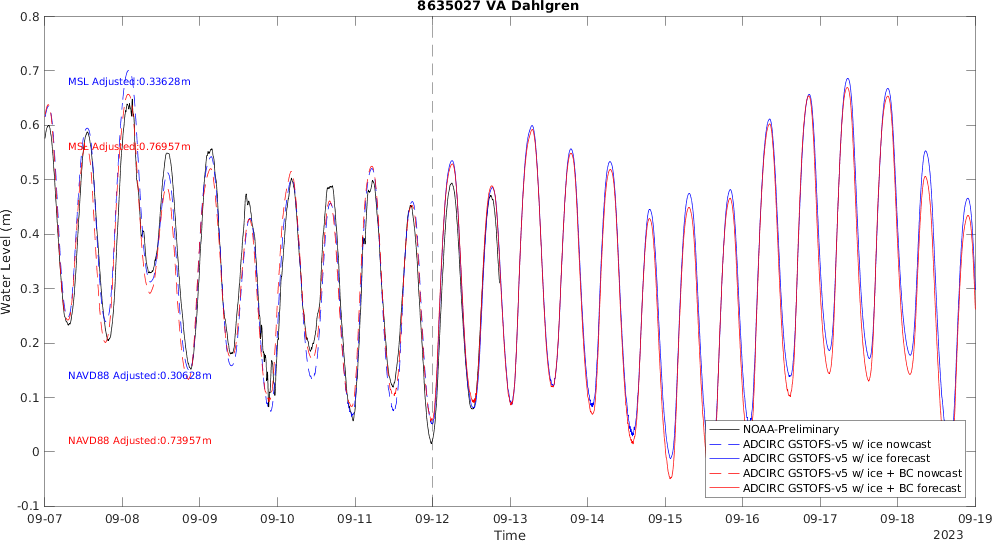 8635027 VA Dahlgren
Water Level (m)
0.8
0.7
0.6
0.5
0.4
0.3
0.2
0.1
0
-0.1
MSL Adjusted:0.33628m
MSL Adjusted:0.76957m
NAVD88 Adjusted:0.30628m
NAVD88 Adjusted:0.73957m
NOAA-Preliminary
ADCIRC GSTOFS-v5 w/ ice nowcast
ADCIRC GSTOFS-v5 w/ ice forecast
ADCIRC GSTOFS-v5 w/ ice + BC nowcast
ADCIRC GSTOFS-v5 w/ ice + BC forecast
09-07 09-08 09-09 09-10 09-11 09-12 09-13 09-14 09-15 09-16 09-17 09-18 09-19
Time
2023